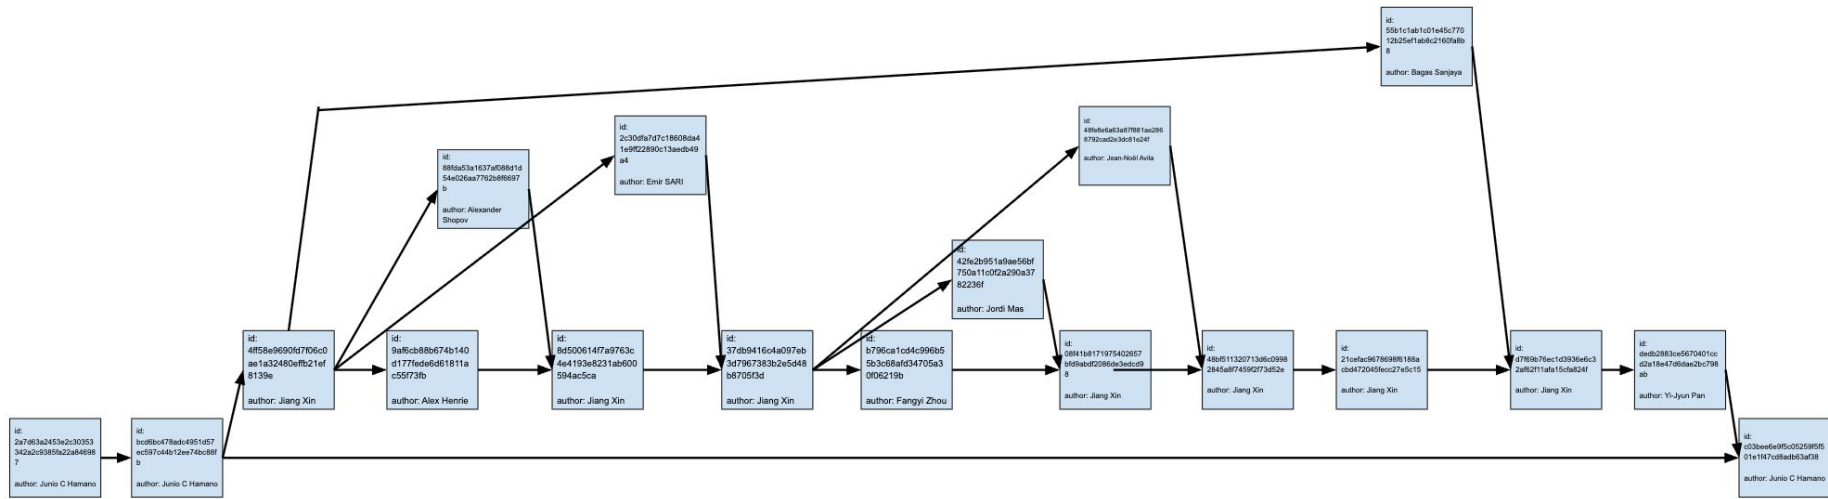 id:
55b1c1ab1c01e45c770
12b25ef1ab8c2160fa8b
8
author: Bagas Sanjaya
id:
48fe8e6a63a87f881ae286
8792cad2e3dc81e24f
author: Jean-Noël Avila
id:
2c30dfa7d7c18608da4
1e9ff22890c13aedb49
a4
author: Emir SARI
id:
88fda53a1637af088d1d
54e026aa7762b8f6697
b
author: Alexander
Shopov
id:
42fe2b951a9ae56bf
750a11c0f2a290a37
82236f
author: Jordi Mas
id:
4ff58e9690fd7f06c0
ae1a32480effb21ef
8139e
author: Jiang Xin
id:
9af6cb88b674b140
d177fede6d61811a
c55f73fb
author: Alex Henrie
id:
8d500614f7a9763c
4e4193e8231ab600
594ac5ca
author: Jiang Xin
id:
37db9416c4a097eb
3d7967383b2e5d48
b8705f3d
author: Jiang Xin
id:
b796ca1cd4c996b5
5b3c68afd34705a3
0f06219b
author: Fangyi Zhou
id:
08f41b8171975402657
bfd9abdf2086de3edcd9
8
author: Jiang Xin
id:
48bf511320713d6c0998
2845a8f7459f2f73d52e
author: Jiang Xin
id:
21cefac9678698f6188a
cbd472045fecc27e5c15
author: Jiang Xin
id:
d7f69b76ec1d3936e6c3
2af62f11afa15cfa824f
author: Jiang Xin
id:
dedb2883ce5670401cc
d2a18e47d6dae2bc798
ab
author: Yi-Jyun Pan
id:
2a7d63a2453e2c30353
342a2c9385fa22a84698
7
author: Junio C Hamano
id:
bcd6bc478adc4951d57
ec597c44b12ee74bc88f
b
author: Junio C Hamano
id:
c03bee6e9f5c05259f5f5
01e1f47cd8adb63af38
author: Junio C Hamano